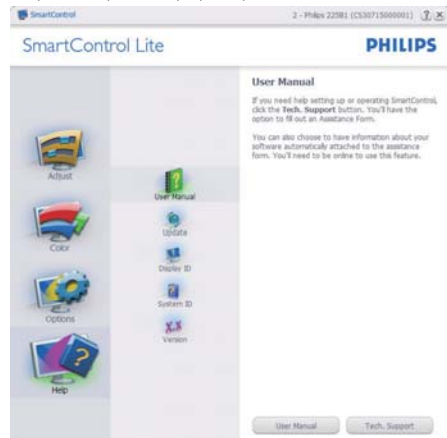 SmartControl
2 - Philips 225B1 (CS30715000001)
SmartControl Lite
PHILIPS
Adjust
Color
Options
Help
User Manual
Update
Display ID
System ID
Version
User Manual
If you need help setting up or operating SmartControl,
click the Tech. Support button. You'll have the
option to fill out an Assistance Form.
You can also choose to have information about your
software automatically attached to the assistance
form. You'll need to be online to use this feature.
User Manual
Tech. Support